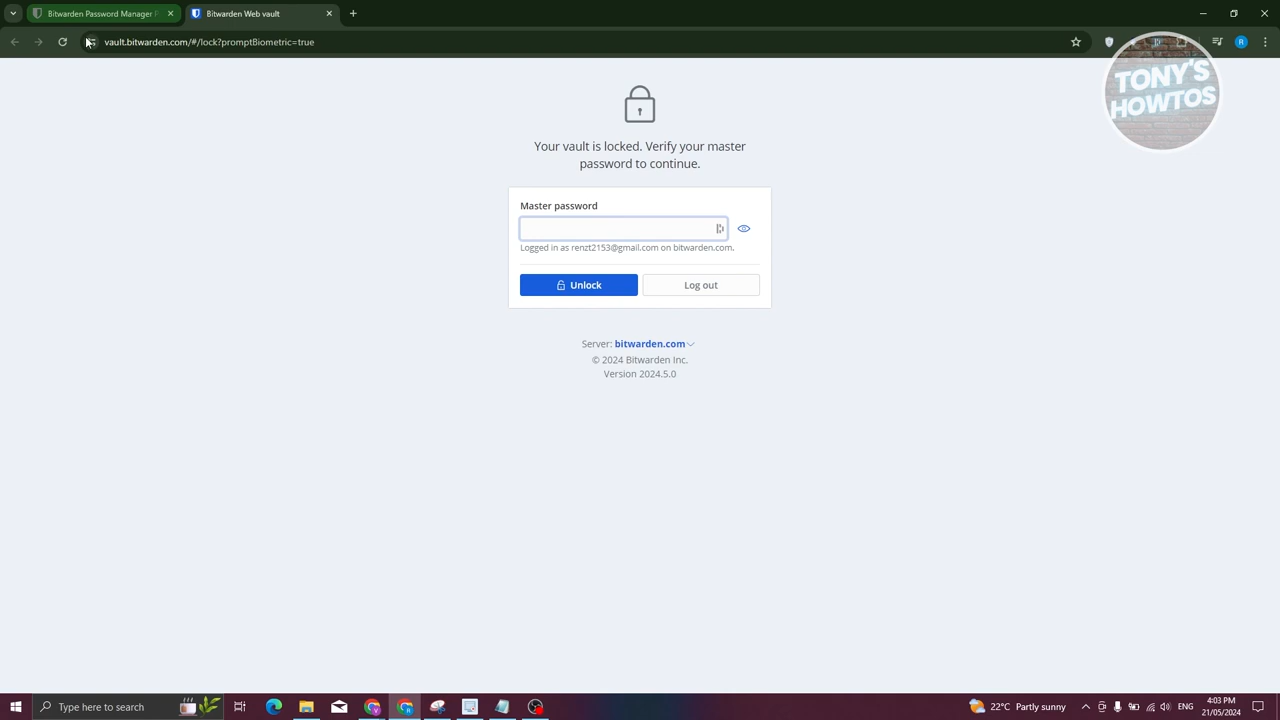 Bitwarden Password Manager P
Bitwarden Web vault
vault.bitwarden.com/#/lock?promptBiometric=true
R
TONY'S
HOWTOS
Your vault is locked. Verify your master
password to continue.
Master password
Logged in as renzt2153@gmail.com on bitwarden.com.
Unlock
Log out
Server: bitwarden.com
© 2024 Bitwarden Inc.
Version 2024.5.0
Type here to search
22°C Partly sunny
ENG
4:03 PM
21/05/2024